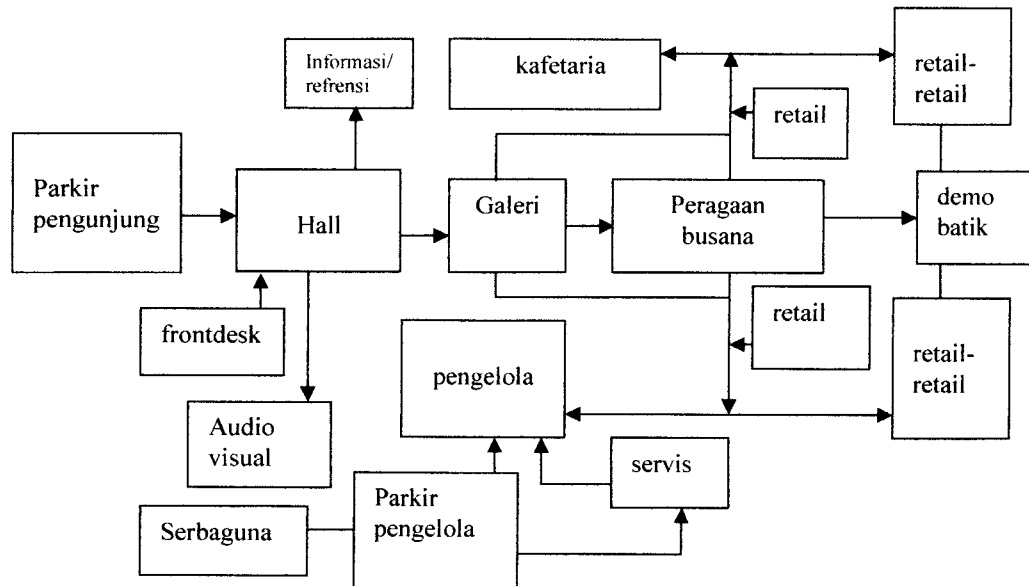 Informasi/
refrensi
kafetaria
retail-
retail
retail
Parkir
pengunjung
Hall
Galeri
Peragaan
busana
demo
batik
frontdesk
retail
pengelola
retail-
retail
Audio
visual
servis
Parkir
pengelola
Serbaguna